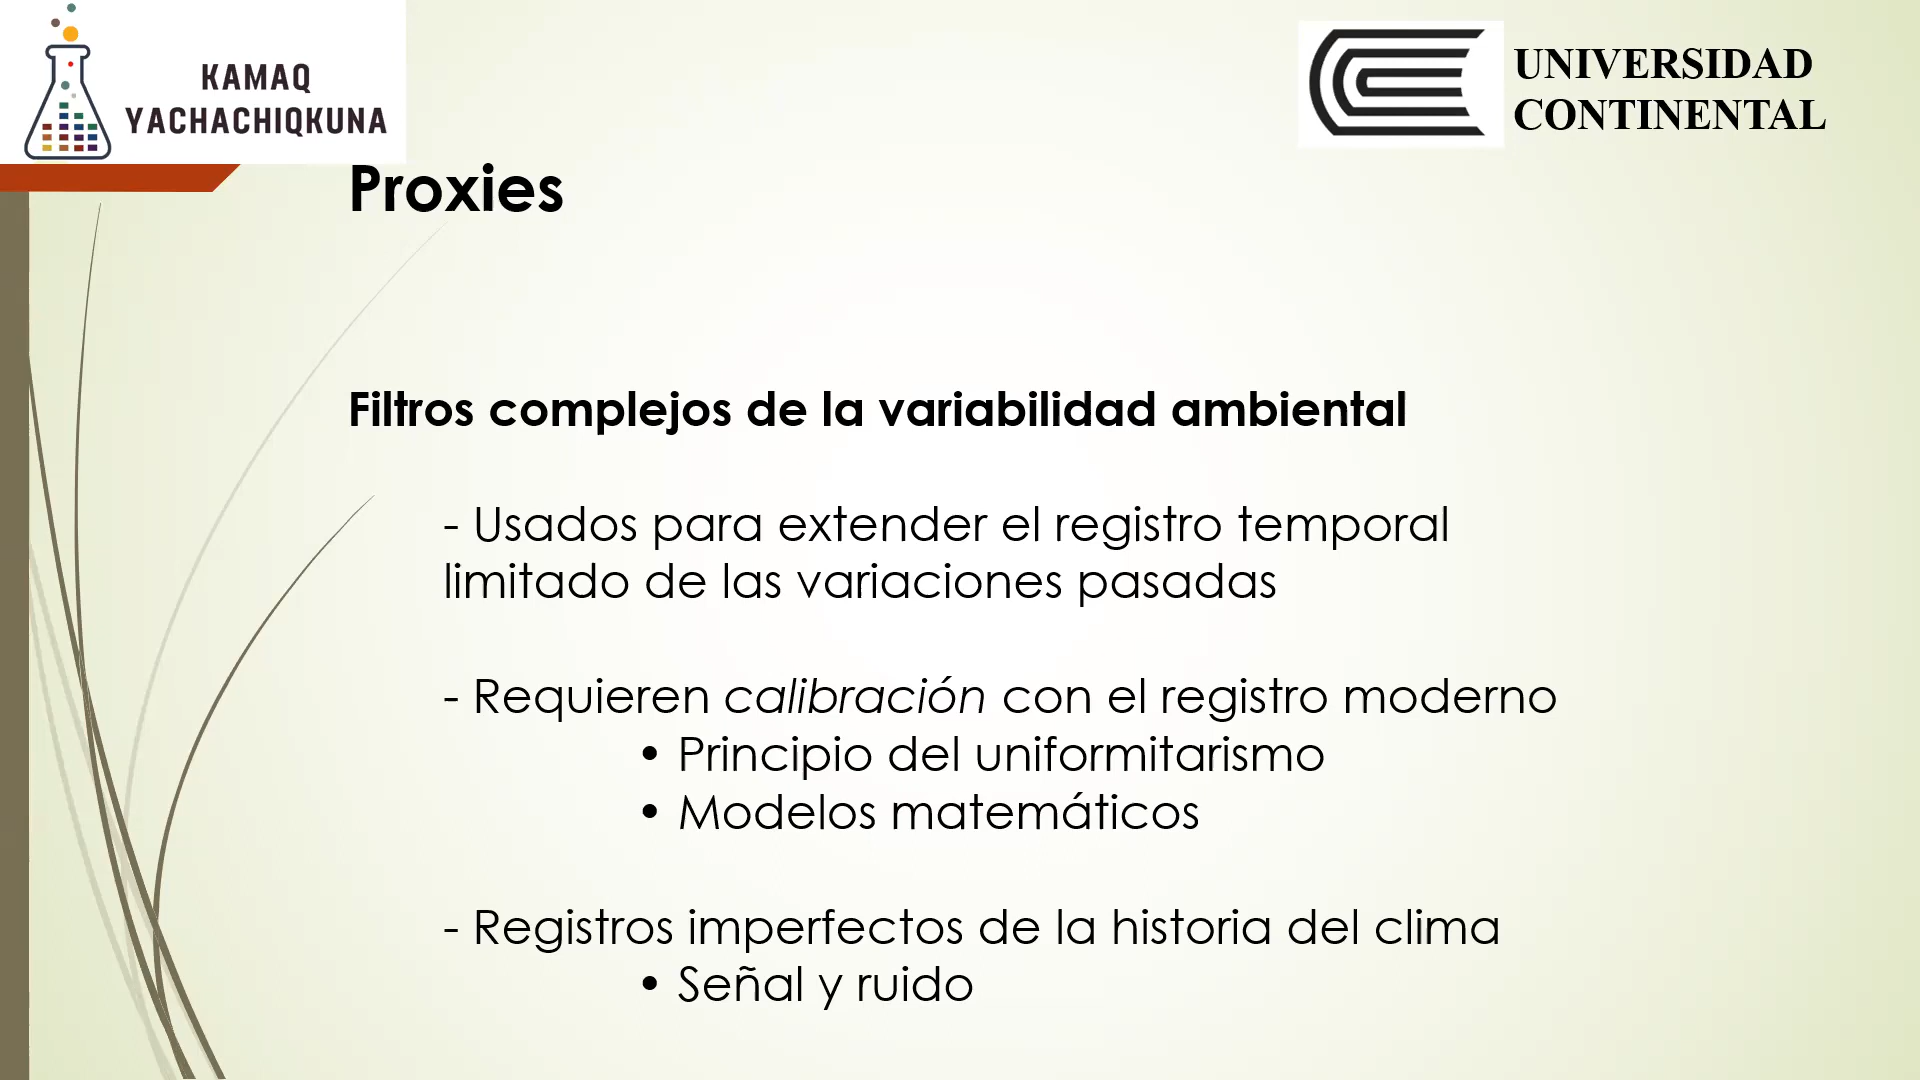 KAMAQ
YACHACHIQKUNA
UNIVERSIDAD
CONTINENTAL
Proxies
Filtros complejos de la variabilidad ambiental
- Usados para extender el registro temporal
limitado de las variaciones pasadas
- Requieren calibración con el registro moderno
• Principio del uniformitarismo
• Modelos matemáticos
- Registros imperfectos de la historia del clima
• Señal y ruido